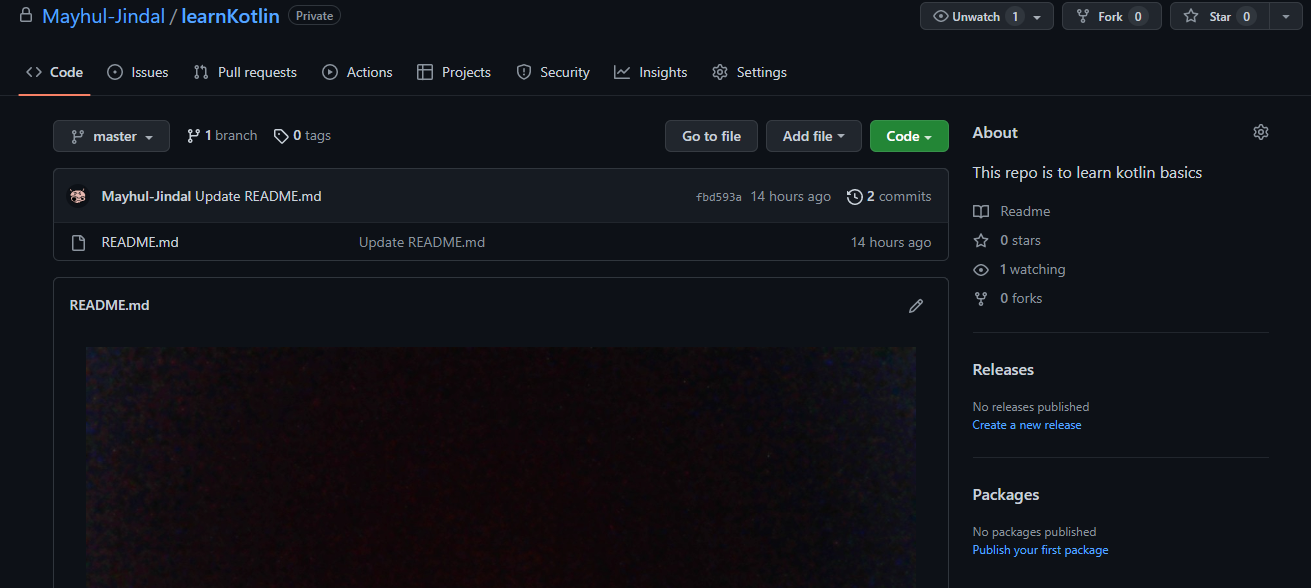 Mayhul-Jindal / learnKotlin Private Unwatch 1 Fork 0 Star 0
Code Issues Pull requests Actions Projects Security Insights Settings
master 1 branch 0 tags Go to file Add file Code
Mayhul-Jindal Update README.md fbd593a 14 hours ago 2 commits
README.md Update README.md 14 hours ago
README.md
About
This repo is to learn kotlin basics
Readme
0 stars
1 watching
0 forks
Releases
No releases published
Create a new release
Packages
No packages published
Publish your first package